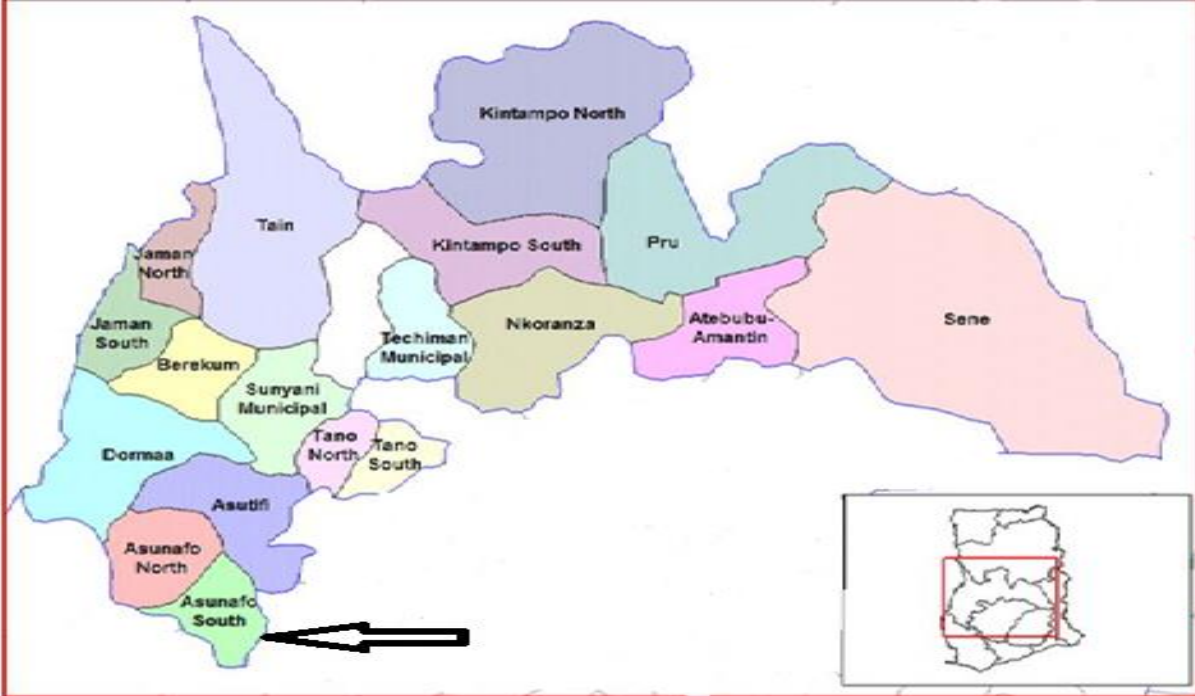 Kintampo North
Tain
Kintampo South
Pru
Jaman
North
Jaman
South
Techiman
Municipal
Nkoranza
Atebubu-
Amantin
Sene
Berekum
Sunyani
Municipal
Dormaa
Tano
North
Tano
South
Asutifi
Asunafo
North
Asunafo
South